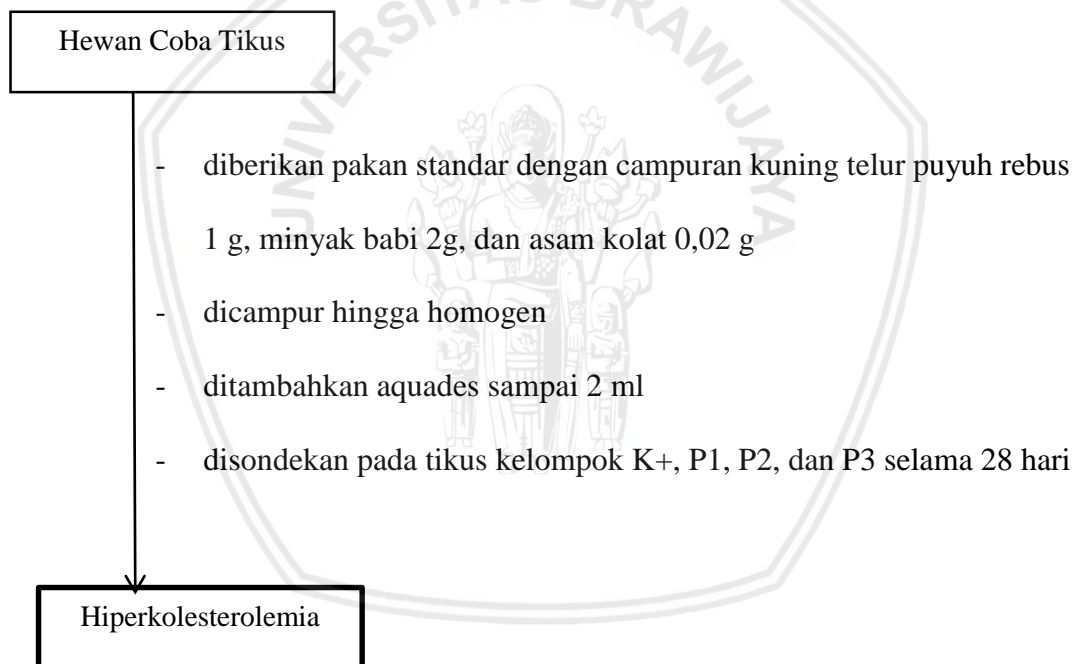 UNIVERSITAS BRAWIJAYA
Hewan Coba Tikus
- diberikan pakan standar dengan campuran kuning telur puyuh rebus
1 g, minyak babi 2g, dan asam kolat 0,02 g
- dicampur hingga homogen
- ditambahkan aquades sampai 2 ml
- disondekan pada tikus kelompok K+, P1, P2, dan P3 selama 28 hari
Hiperkolesterolemia